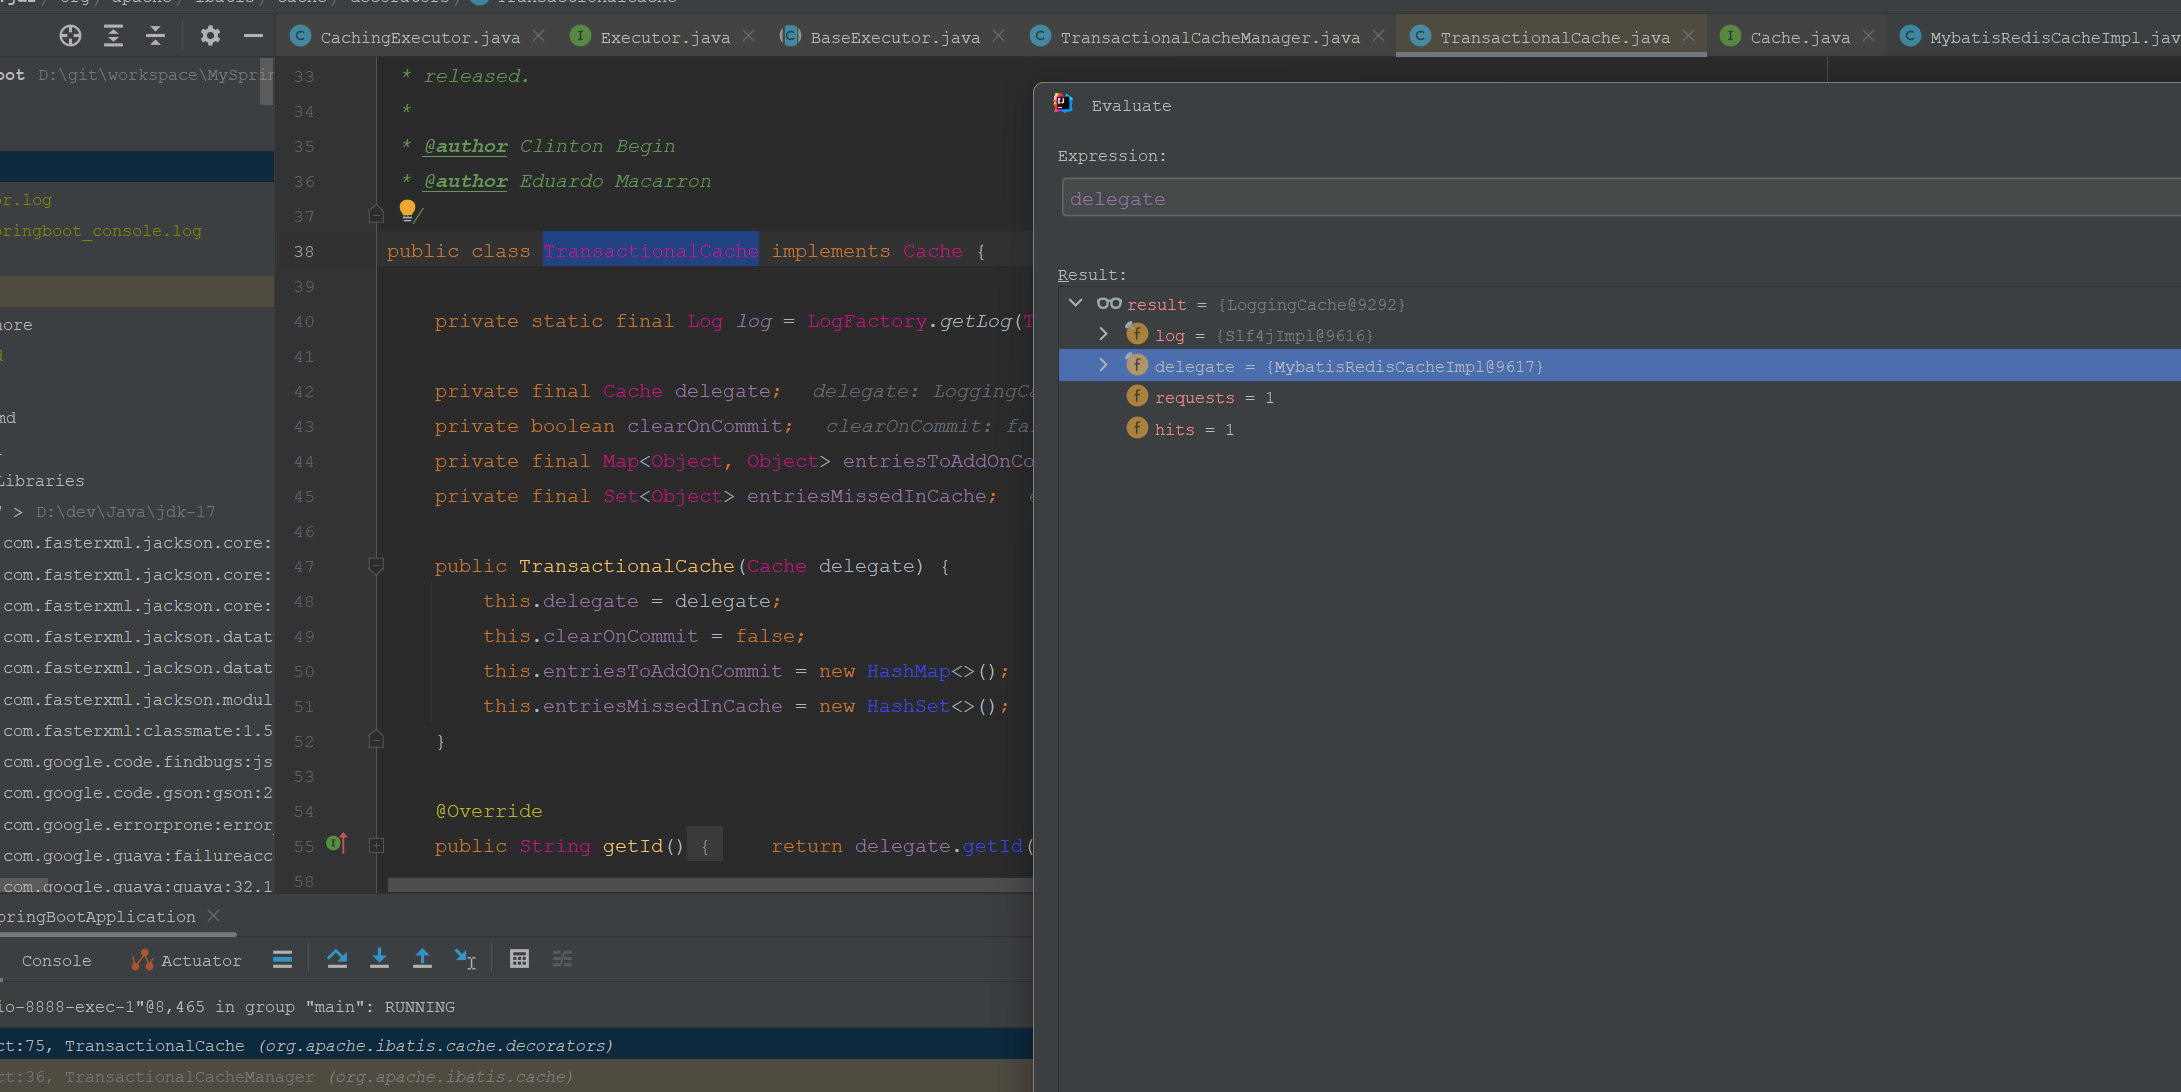 org / apache / ibatis / cache / decorators / TransactionalCache
CachingExecutor.java
Executor.java
BaseExecutor.java
TransactionalCacheManager.java
TransactionalCache.java
Cache.java
MybatisRedisCacheImpl.jav
oot D:\git\workspace\MySprin
or.log
pringboot_console.log
nore
d
md
Libraries
> D:\dev\Java\jdk-17
com.fasterxml.jackson.core:
com.fasterxml.jackson.core:
com.fasterxml.jackson.core:
com.fasterxml.jackson.datat
com.fasterxml.jackson.datat
com.fasterxml.jackson.modul
com.fasterxml:classmate:1.5
com.google.code.findbugs:js
com.google.code.gson:gson:2
com.google.errorprone:error
com.google.guava:failureacc
com.google.guava:guava:32.1
33 * released.
34 *
35 * @author Clinton Begin
36 * @author Eduardo Macarron
37 */
38 public class TransactionalCache implements Cache {
39
40 private static final Log log = LogFactory.getLog(T
41
42 private final Cache delegate; delegate: LoggingCa
43 private boolean clearOnCommit; clearOnCommit: fal
44 private final Map<Object, Object> entriesToAddOnCo
45 private final Set<Object> entriesMissedInCache; e
46
47 public TransactionalCache(Cache delegate) {
48 this.delegate = delegate;
49 this.clearOnCommit = false;
50 this.entriesToAddOnCommit = new HashMap<>();
51 this.entriesMissedInCache = new HashSet<>();
52 }
53
54 @Override
55 public String getId() { return delegate.getId(
58
Evaluate
Expression:
delegate
Result:
result = {LoggingCache@9292}
log = {Slf4jImpl@9616}
delegate = {MybatisRedisCacheImpl@9617}
requests = 1
hits = 1
pringBootApplication
Console
Actuator
io-8888-exec-1"@8,465 in group "main": RUNNING
ct:75, TransactionalCache (org.apache.ibatis.cache.decorators)
ct:36, TransactionalCacheManager (org.apache.ibatis.cache)